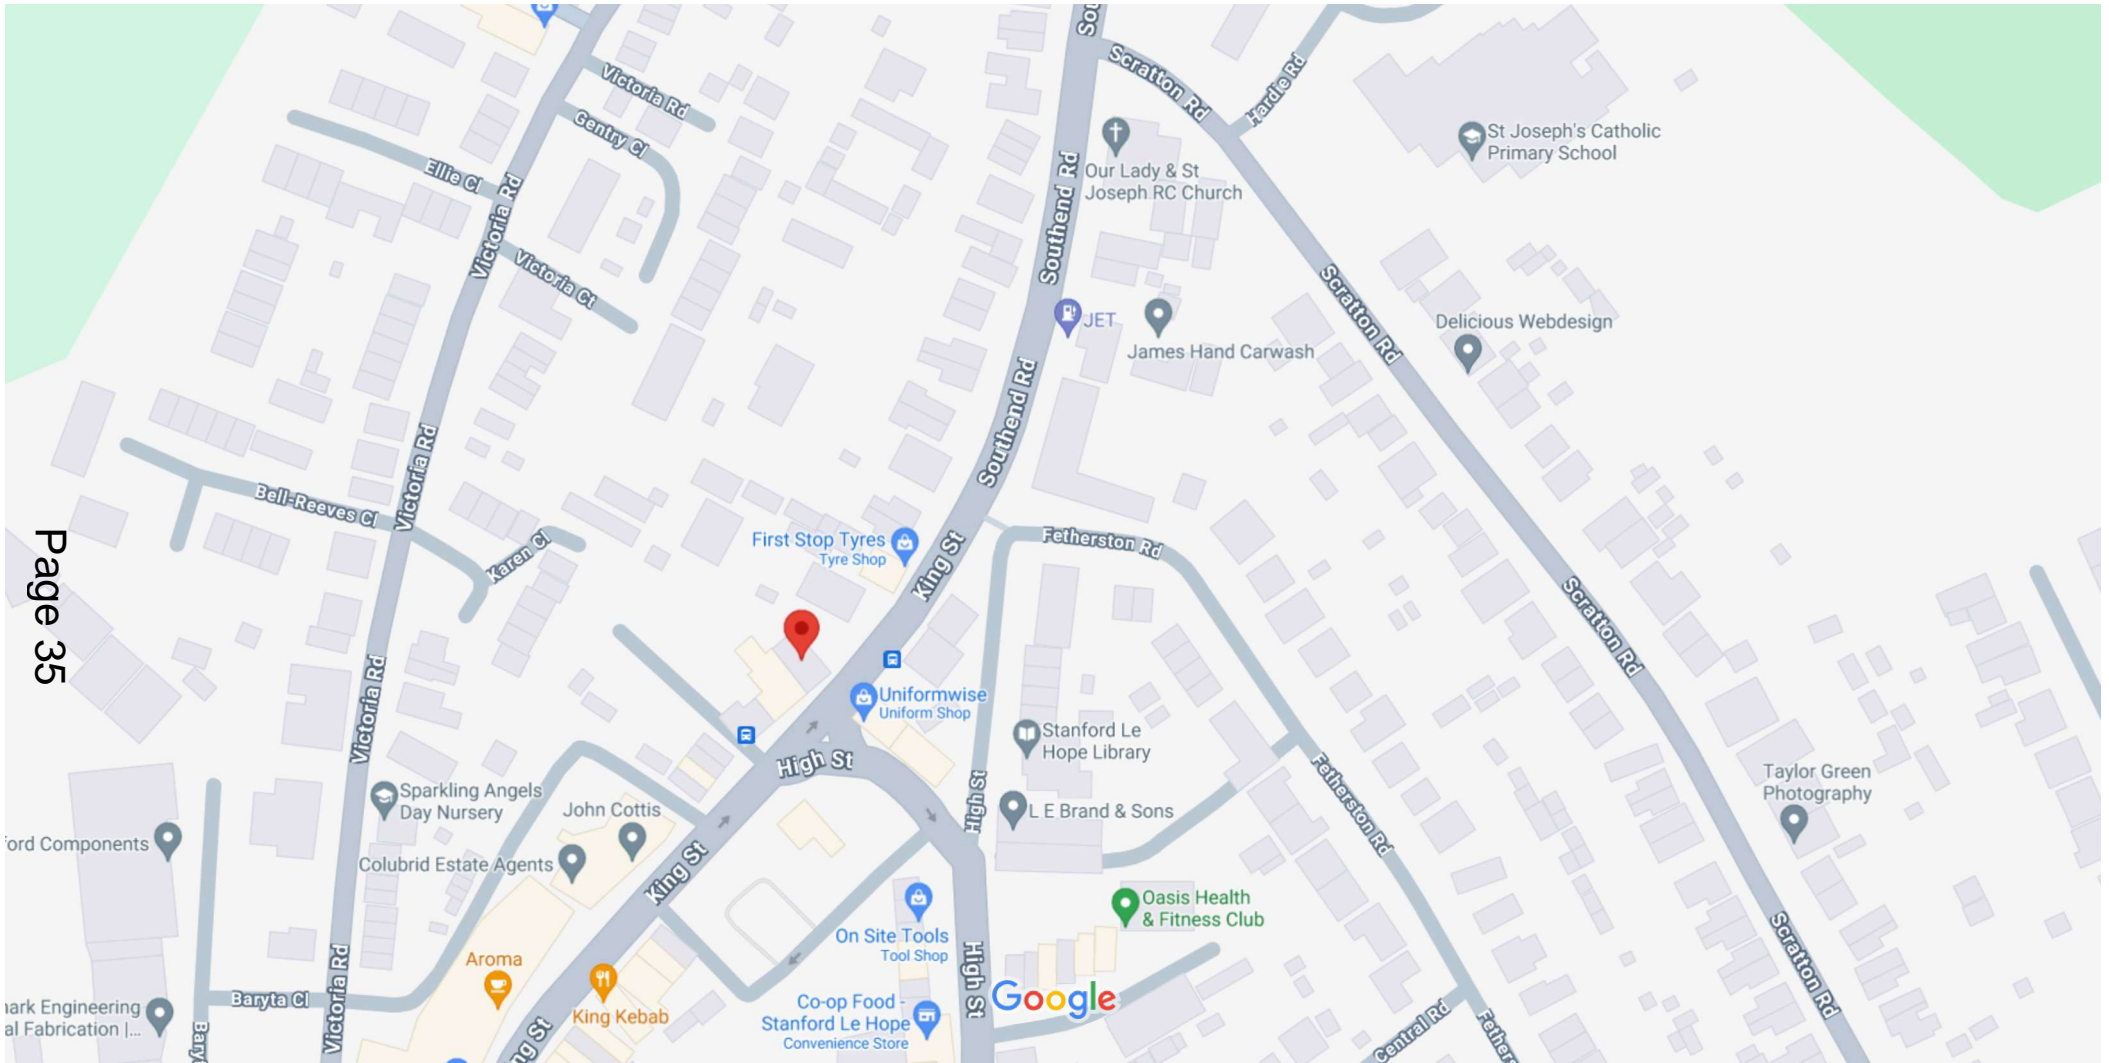 Sou
Scratton Rd
Hardie Rd
Victoria Rd
Gentry Cl
St Joseph's Catholic
Primary School
Ellie Cl
Our Lady & St
Joseph RC Church
Southend Rd
Victoria Rd
Victoria Ct
Scratton Rd
JET
James Hand Carwash
Delicious Webdesign
Southend Rd
Victoria Rd
Bell-Reeves Cl
Karen Cl
First Stop Tyres
Tyre Shop
King St
Fetherston Rd
Page 35
Scratton Rd
Uniformwise
Uniform Shop
Victoria Rd
Stanford Le
Hope Library
High St
High St
Fetherston Rd
Taylor Green
Photography
Sparkling Angels
Day Nursery
John Cottis
L E Brand & Sons
ord Components
Colubrid Estate Agents
King St
Oasis Health
& Fitness Club
On Site Tools
Tool Shop
Scratton Rd
Aroma
Victoria Rd
High St
Baryta Cl
King Kebab
Co-op Food -
Stanford Le Hope
Convenience Store
Google
ark Engineering
al Fabrication |...
Bary
ng St
Central Rd
Fethers